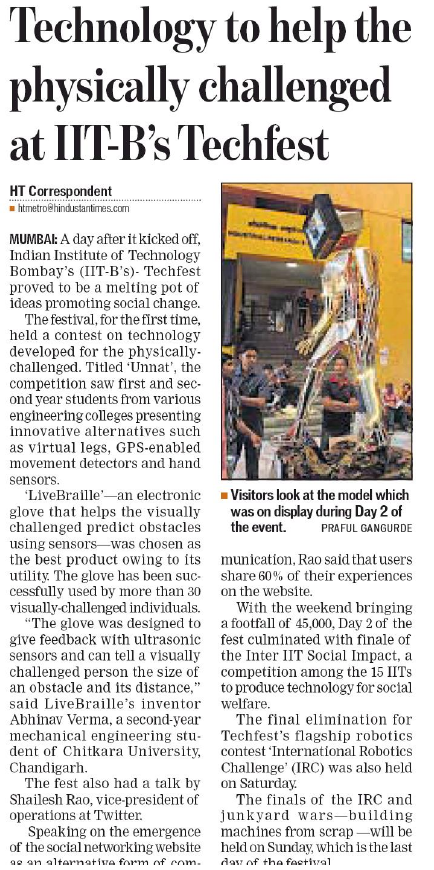 Technology to help the
physically challenged
at IIT-B's Techfest
HT Correspondent
htmetro@hindustantimes.com
MUMBAI: A day after it kicked off,
Indian Institute of Technology
Bombay's (IIT-B's)- Techfest
proved to be a melting pot of
ideas promoting social change.
The festival, for the first time,
held a contest on technology
developed for the physically-
challenged. Titled 'Unnat', the
competition saw first and sec-
ond year students from various
engineering colleges presenting
innovative alternatives such
as virtual legs, GPS-enabled
movement detectors and hand
sensors.
'LiveBraille'—an electronic
glove that helps the visually
challenged predict obstacles
using sensors—was chosen as
the best product owing to its
utility. The glove has been suc-
cessfully used by more than 30
visually-challenged individuals.
"The glove was designed to
give feedback with ultrasonic
sensors and can tell a visually
challenged person the size of
an obstacle and its distance,"
said LiveBraille's inventor
Abhinav Verma, a second-year
mechanical engineering stu-
dent of Chitkara University,
Chandigarh.
The fest also had a talk by
Shailesh Rao, vice-president of
operations at Twitter.
Speaking on the emergence
of the social networking website
as an alternative form of com-
INDUSTRIAL RESEARCH
Visitors look at the model which
was on display during Day 2 of
the event. PRAFUL GANGURDE
munication, Rao said that users
share 60% of their experiences
on the website.
With the weekend bringing
a footfall of 45,000, Day 2 of the
fest culminated with finale of
the Inter IIT Social Impact, a
competition among the 15 IITs
to produce technology for social
welfare.
The final elimination for
Techfest's flagship robotics
contest 'International Robotics
Challenge' (IRC) was also held
on Saturday.
The finals of the IRC and
junkyard wars—building
machines from scrap —will be
held on Sunday, which is the last
day of the festival.